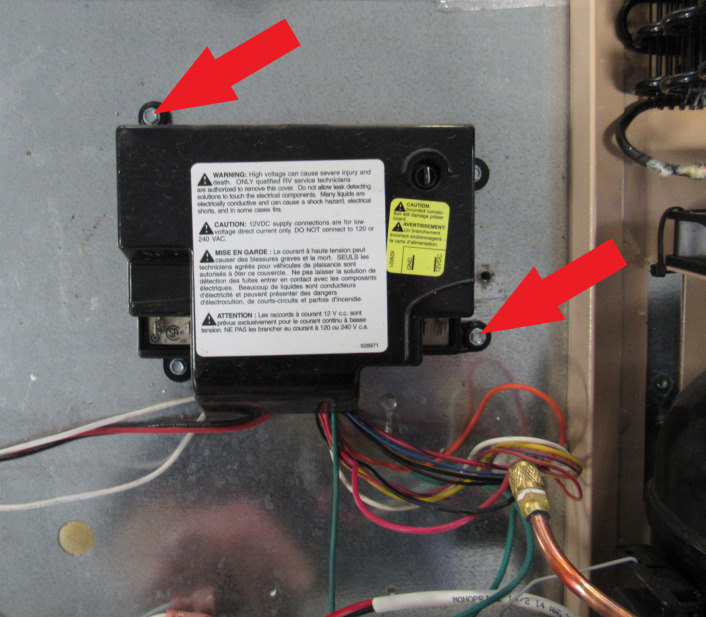 WARNING: High voltage can cause severe injury and
death. ONLY qualified RV service technicians
are authorized to remove this cover. Do not allow leak detecting
solutions to touch the electrical components. Many liquids are
electrically conductive and can cause a shock hazard, electrical
shorts, and in some cases fire.
CAUTION: 12VDC supply connections are for low
voltage direct current only. DO NOT connect to 120 or
240 VAC.
MISE EN GARDE : Le courant à haute tension peut
causer des blessures graves et la mort. SEULS les
techniciens agréés pour véhicules de plaisance sont
autorisés à ôter ce couvercle. Ne pas laisser la solution de
détection des fuites entrer en contact avec les composants
électriques. Beaucoup de liquides sont conducteurs
d'électricité et peuvent présenter des dangers
d'électrocution, de courts-circuits et parfois d'incendie.
ATTENTION : Les raccords à courant 12 V c.c. sont
prévus exclusivement pour le courant continu à basse
tension. NE PAS les brancher au courant à 120 ou 240 V c.a.
628971
CAUTION:
Incorrect connec-
tion will damage power
board.
AVERTISSEMENT:
Un branchement
incorrect endommagera
la carte d'alimentation.
GND
12VDC
MONOPRICE 2 14 AWG